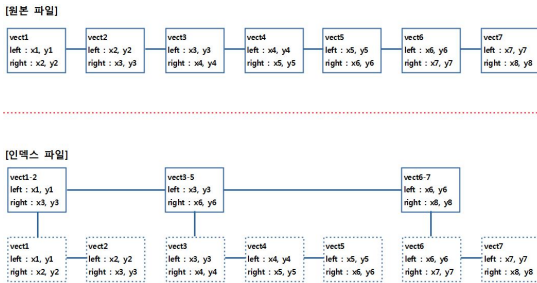 [원본 파일]
vect1
left : x1, y1
right : x2, y2
vect2
left : x2, y2
right : x3, y3
vect3
left : x3, y3
right : x4, y4
vect4
left : x4, y4
right : x5, y5
vect5
left : x5, y5
right : x6, y6
vect6
left : x6, y6
right : x7, y7
vect7
left : x7, y7
right : x8, y8
[인덱스 파일]
vect1-2
left : x1, y1
right : x3, y3
vect3-5
left : x3, y3
right : x6, y6
vect6-7
left : x6, y6
right : x8, y8
vect1
left : x1, y1
right : x2, y2
vect2
left : x2, y2
right : x3, y3
vect3
left : x3, y3
right : x4, y4
vect4
left : x4, y4
right : x5, y5
vect5
left : x5, y5
right : x6, y6
vect6
left : x6, y6
right : x7, y7
vect7
left : x7, y7
right : x8, y8